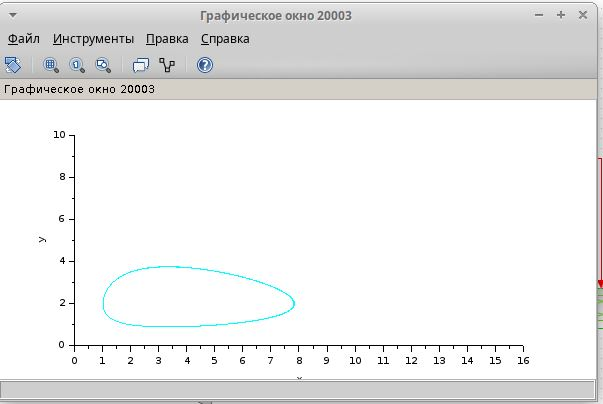 Графическое окно 20003
Файл Инструменты Правка Справка
Графическое окно 20003
10
8
6
4
2
0
y
0 1 2 3 4 5 6 7 8 9 10 11 12 13 14 15 16